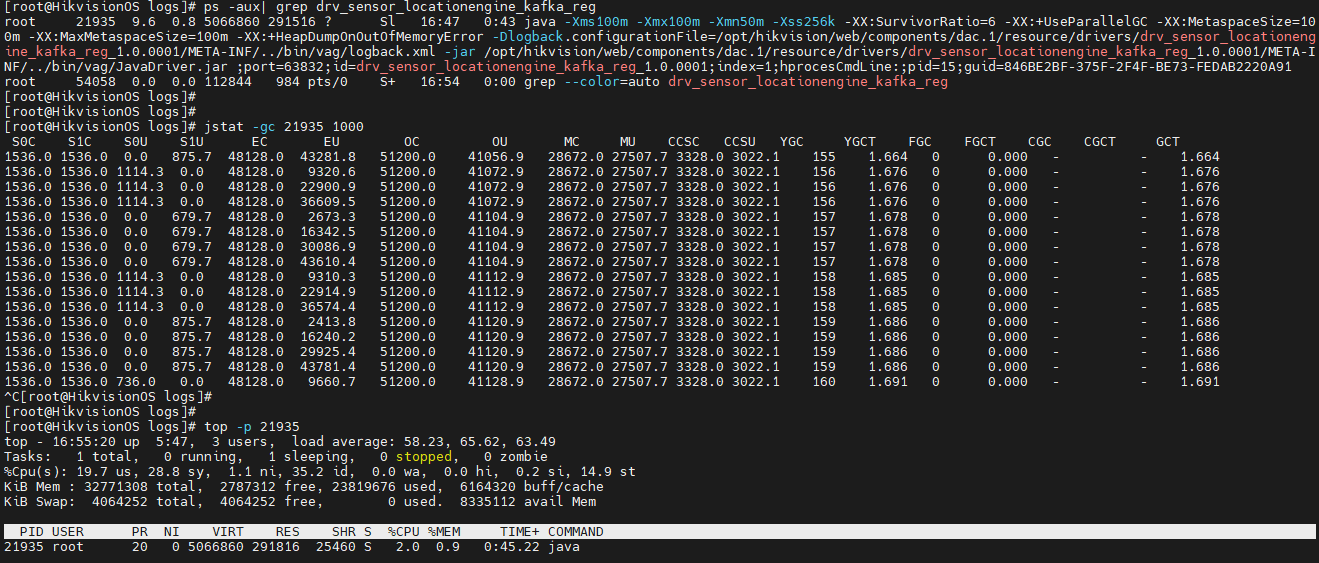 [root@HikvisionOS logs]# ps -aux| grep drv_sensor_locationengine_kafka_reg
root     21935  9.6  0.8 5066860 291516 ?      Sl   16:47   0:43 java -Xms100m -Xmx100m -Xmn50m -Xss256k -XX:SurvivorRatio=6 -XX:+UseParallelGC -XX:MetaspaceSize=10
0m -XX:MaxMetaspaceSize=100m -XX:+HeapDumpOnOutOfMemoryError -Dlogback.configurationFile=/opt/hikvision/web/components/dac.1/resource/drivers/drv_sensor_locationeng
ine_kafka_reg_1.0.0001/META-INF/../bin/vag/logback.xml -jar /opt/hikvision/web/components/dac.1/resource/drivers/drv_sensor_locationengine_kafka_reg_1.0.0001/META-I
NF/../bin/vag/JavaDriver.jar ;port=63832;id=drv_sensor_locationengine_kafka_reg_1.0.0001;index=1;hprocesCmdLine:;pid=15;guid=846BE2BF-375F-2F4F-BE73-FEDAB2220A91
root     54058  0.0  0.0 112844   984 pts/0    S+   16:54   0:00 grep --color=auto drv_sensor_locationengine_kafka_reg
[root@HikvisionOS logs]#
[root@HikvisionOS logs]#
[root@HikvisionOS logs]# jstat -gc 21935 1000
S0C S1C S0U S1U EC EU OC OU MC MU CCSC CCSU YGC YGCT FGC FGCT CGC CGCT GCT
1536.0 1536.0 0.0 875.7 48128.0 43281.8 51200.0 41056.9 28672.0 27507.7 3328.0 3022.1 155 1.664 0 0.000 - - 1.664
1536.0 1536.0 1114.3 0.0 48128.0 9320.6 51200.0 41072.9 28672.0 27507.7 3328.0 3022.1 156 1.676 0 0.000 - - 1.676
1536.0 1536.0 1114.3 0.0 48128.0 22900.9 51200.0 41072.9 28672.0 27507.7 3328.0 3022.1 156 1.676 0 0.000 - - 1.676
1536.0 1536.0 1114.3 0.0 48128.0 36609.5 51200.0 41072.9 28672.0 27507.7 3328.0 3022.1 156 1.676 0 0.000 - - 1.676
1536.0 1536.0 0.0 679.7 48128.0 2673.3 51200.0 41104.9 28672.0 27507.7 3328.0 3022.1 157 1.678 0 0.000 - - 1.678
1536.0 1536.0 0.0 679.7 48128.0 16342.5 51200.0 41104.9 28672.0 27507.7 3328.0 3022.1 157 1.678 0 0.000 - - 1.678
1536.0 1536.0 0.0 679.7 48128.0 30086.9 51200.0 41104.9 28672.0 27507.7 3328.0 3022.1 157 1.678 0 0.000 - - 1.678
1536.0 1536.0 0.0 679.7 48128.0 43610.4 51200.0 41104.9 28672.0 27507.7 3328.0 3022.1 157 1.678 0 0.000 - - 1.678
1536.0 1536.0 1114.3 0.0 48128.0 9310.3 51200.0 41112.9 28672.0 27507.7 3328.0 3022.1 158 1.685 0 0.000 - - 1.685
1536.0 1536.0 1114.3 0.0 48128.0 22914.9 51200.0 41112.9 28672.0 27507.7 3328.0 3022.1 158 1.685 0 0.000 - - 1.685
1536.0 1536.0 1114.3 0.0 48128.0 36574.4 51200.0 41112.9 28672.0 27507.7 3328.0 3022.1 158 1.685 0 0.000 - - 1.685
1536.0 1536.0 0.0 875.7 48128.0 2413.8 51200.0 41120.9 28672.0 27507.7 3328.0 3022.1 159 1.686 0 0.000 - - 1.686
1536.0 1536.0 0.0 875.7 48128.0 16240.2 51200.0 41120.9 28672.0 27507.7 3328.0 3022.1 159 1.686 0 0.000 - - 1.686
1536.0 1536.0 0.0 875.7 48128.0 29925.4 51200.0 41120.9 28672.0 27507.7 3328.0 3022.1 159 1.686 0 0.000 - - 1.686
1536.0 1536.0 0.0 875.7 48128.0 43781.4 51200.0 41120.9 28672.0 27507.7 3328.0 3022.1 159 1.686 0 0.000 - - 1.686
1536.0 1536.0 736.0 0.0 48128.0 9660.7 51200.0 41128.9 28672.0 27507.7 3328.0 3022.1 160 1.691 0 0.000 - - 1.691
^C[root@HikvisionOS logs]#
[root@HikvisionOS logs]#
[root@HikvisionOS logs]# top -p 21935
top - 16:55:20 up  5:47,  3 users,  load average: 58.23, 65.62, 63.49
Tasks:   1 total,   0 running,   1 sleeping,   0 stopped,   0 zombie
%Cpu(s): 19.7 us, 28.8 sy,  1.1 ni, 35.2 id,  0.0 wa,  0.0 hi,  0.2 si, 14.9 st
KiB Mem : 32771308 total,  2787312 free, 23819676 used,  6164320 buff/cache
KiB Swap:  4064252 total,  4064252 free,        0 used.  8335112 avail Mem
PID USER      PR  NI    VIRT    RES    SHR S  %CPU %MEM     TIME+ COMMAND
21935 root      20   0 5066860 291816  25460 S   2.0  0.9   0:45.22 java